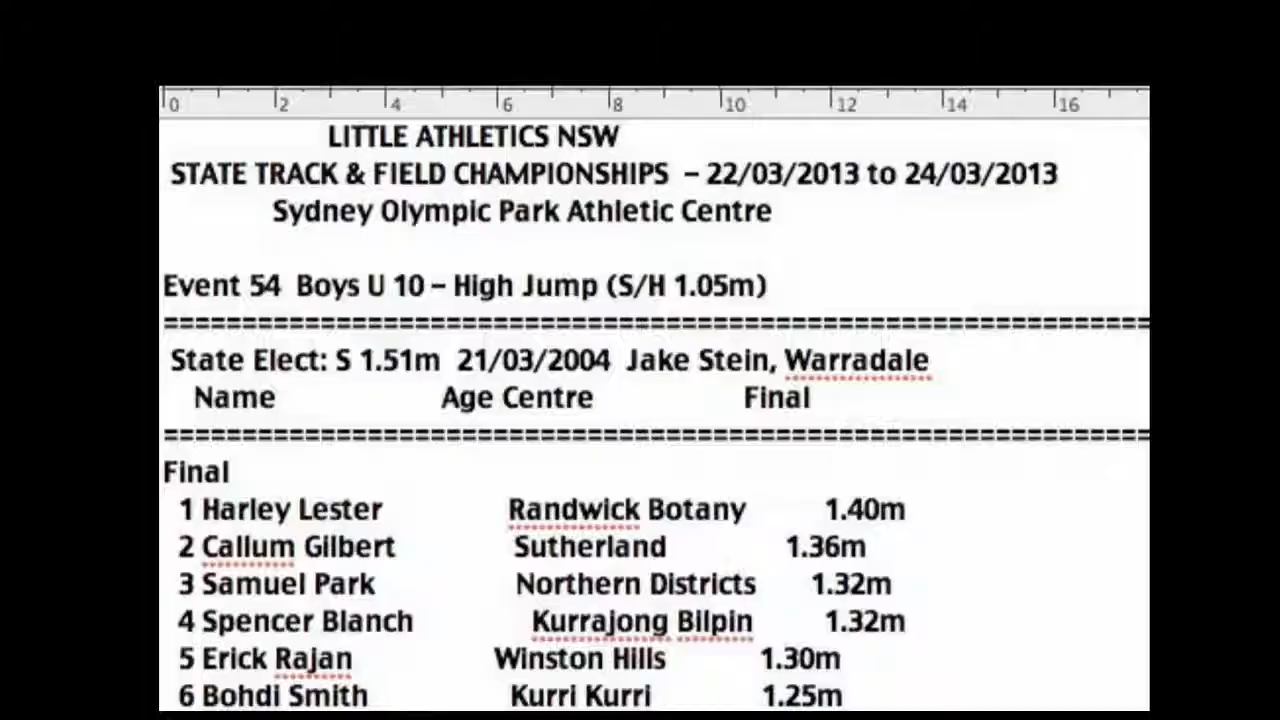 0 2 4 6 8 10 12 14 16
LITTLE ATHLETICS NSW
STATE TRACK & FIELD CHAMPIONSHIPS – 22/03/2013 to 24/03/2013
Sydney Olympic Park Athletic Centre
Event 54 Boys U 10 – High Jump (S/H 1.05m)
================================================================
State Elect: S 1.51m 21/03/2004 Jake Stein, Warradale
Name Age Centre Final
================================================================
Final
1 Harley Lester Randwick Botany 1.40m
2 Callum Gilbert Sutherland 1.36m
3 Samuel Park Northern Districts 1.32m
4 Spencer Blanch Kurrajong Bilpin 1.32m
5 Erick Rajan Winston Hills 1.30m
6 Bohdi Smith Kurri Kurri 1.25m